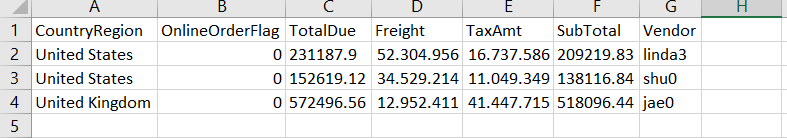 A B C D E F G H
1 CountryRegion OnlineOrderFlag TotalDue Freight TaxAmt SubTotal Vendor
2 United States 0 231187.9 52.304.956 16.737.586 209219.83 linda3
3 United States 0 152619.12 34.529.214 11.049.349 138116.84 shu0
4 United Kingdom 0 572496.56 12.952.411 41.447.715 518096.44 jae0
5